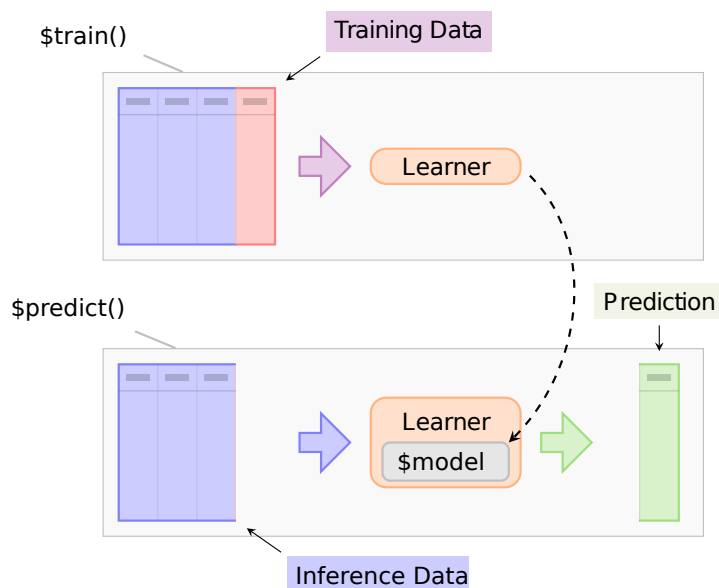 Training Data
$train()
Learner
Prediction
$predict()
Learner
$model
Inference Data